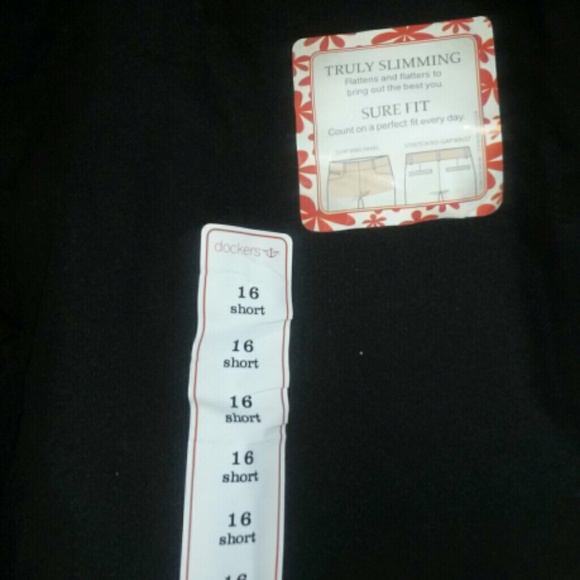 TRULY SLIMMING
Flattens and flatters to
bring out the best you.
SURE FIT
Count on a perfect fit every day.
dockers
16
short
16
short
16
short
16
short
16
short
16